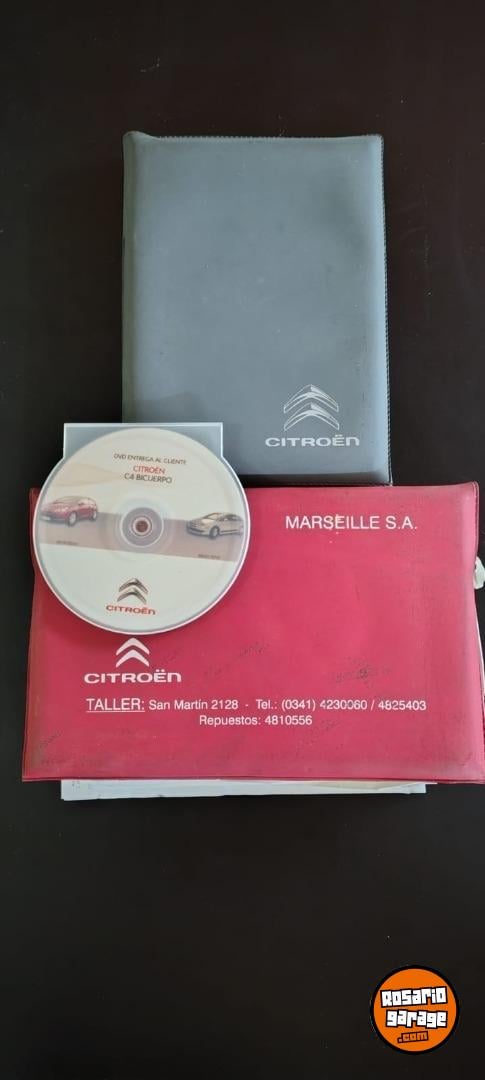 CITROËN
DVD ENTREGA AL CLIENTE
CITROËN
C4 BICUERPO
CITROËN
MARSEILLE S.A.
CITROËN
TALLER: San Martín 2128 - Tel.: (0341) 4230060 / 4825403
Repuestos: 4810556
Rosario
garage
.com